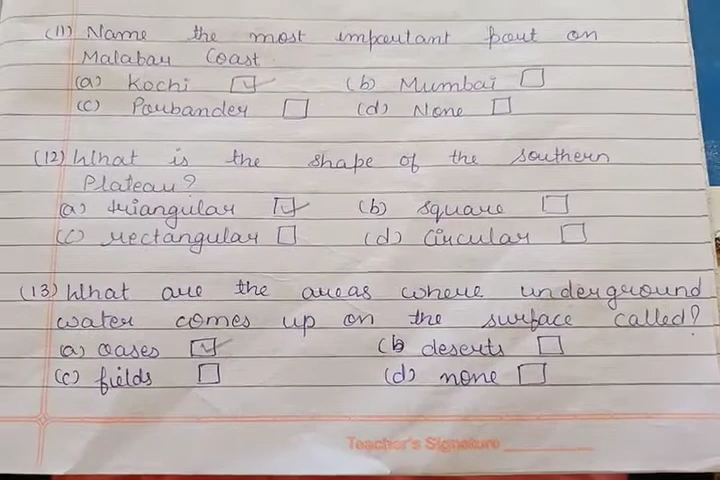 (11) Name the most important port on
Malabar Coast
(a) Kochi ☑ (b) Mumbai ☐
(c) Porbander ☐ (d) None ☐
(12) What is the shape of the southern
Plateau?
(a) triangular ☑ (b) square ☐
(c) rectangular ☐ (d) Circular ☐
(13) What are the areas where underground
water comes up on the surface called?
(a) oases ☑ (b) deserts ☐
(c) fields ☐ (d) none ☐
Teacher's Signature